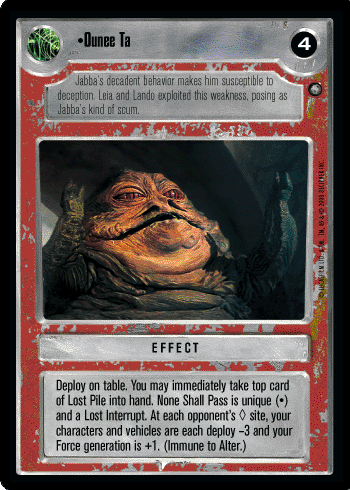 •Ounee Ta
4
Jabba's decadent behavior makes him susceptible to
deception. Leia and Lando exploited this weakness, posing as
Jabba's kind of scum.
EFFECT
Deploy on table. You may immediately take top card
of Lost Pile into hand. None Shall Pass is unique (•)
and a Lost Interrupt. At each opponent's ◊ site, your
characters and vehicles are each deploy –3 and your
Force generation is +1. (Immune to Alter.)